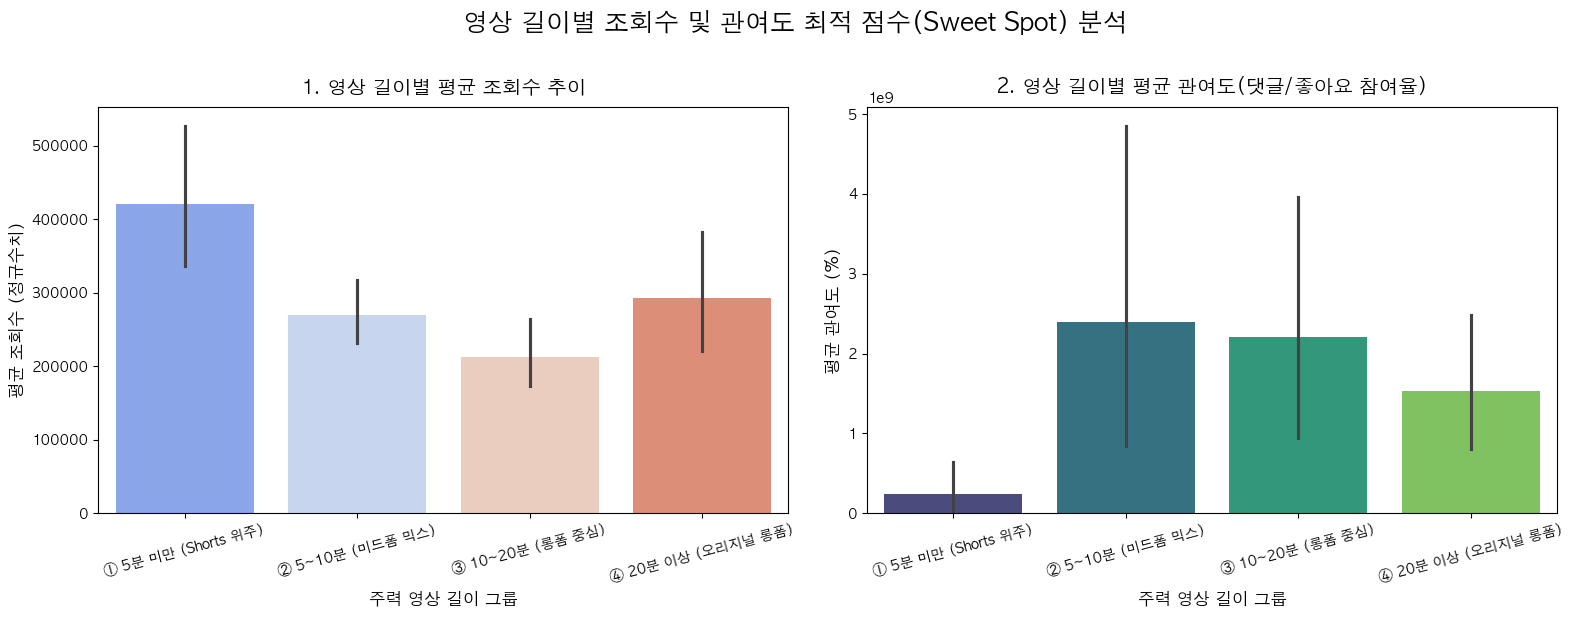 영상 길이별 조회수 및 관여도 최적 점수(Sweet Spot) 분석
1. 영상 길이별 평균 조회수 추이
평균 조회수 (정규수치)
500000
400000
300000
200000
100000
0
① 5분 미만 (Shorts 위주)
② 5~10분 (미드폼 믹스)
③ 10~20분 (롱폼 중심)
④ 20분 이상 (오리지널 롱폼)
주력 영상 길이 그룹
2. 영상 길이별 평균 관여도(댓글/좋아요 참여율)
1e9
평균 관여도 (%)
5
4
3
2
1
0
① 5분 미만 (Shorts 위주)
② 5~10분 (미드폼 믹스)
③ 10~20분 (롱폼 중심)
④ 20분 이상 (오리지널 롱폼)
주력 영상 길이 그룹